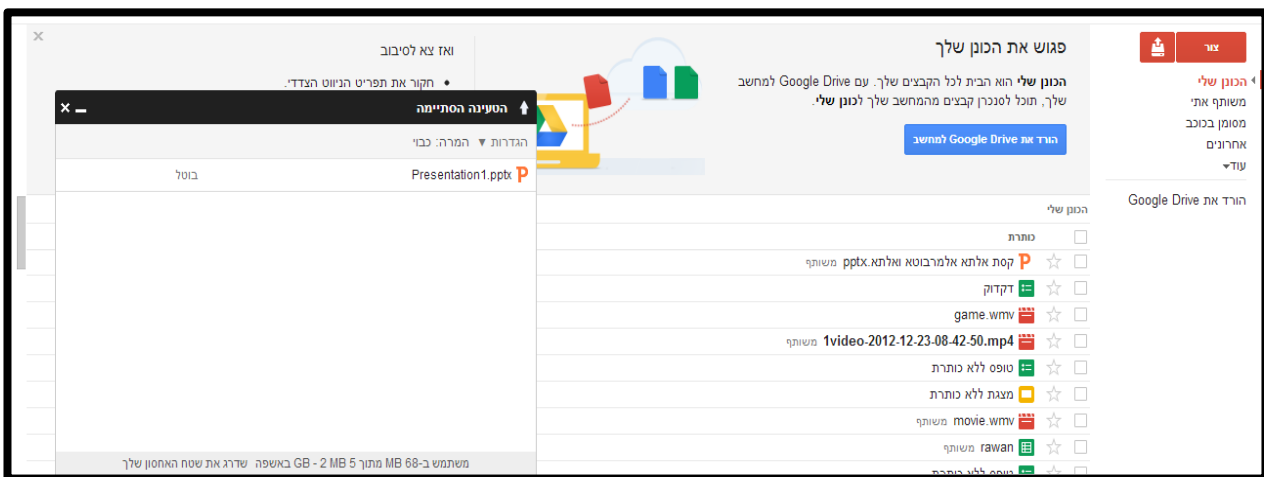 צור
הכונן שלי
משותף אתי
מסומן בכוכב
אחרונים
עוד
הורד את Google Drive
פגוש את הכונן שלך
הכונן שלי הוא הבית לכל הקבצים שלך. עם Google Drive למחשב
שלך, תוכל לסנכרן קבצים מהמחשב שלך לכונן שלי.
הורד את Google Drive למחשב
ואז צא לסיבוב
חקור את תפריט הניווט הצדדי.
הטעינה הסתיימה
הגדרות המרה: כבוי
Presentation1.pptx בוטל
משתמש ב-68 MB מתוך 5 GB - 2 MB באשפה שדרג את שטח האחסון שלך
הכונן שלי
כותרת
קסת אלתא אלמרבוטא ואלתא.pptx משותף
דקדוק
game.wmv
1video-2012-12-23-08-42-50.mp4 משותף
טופס ללא כותרת
מצגת ללא כותרת
movie.wmv משותף
rawan משותף
טופס ללא כותרת